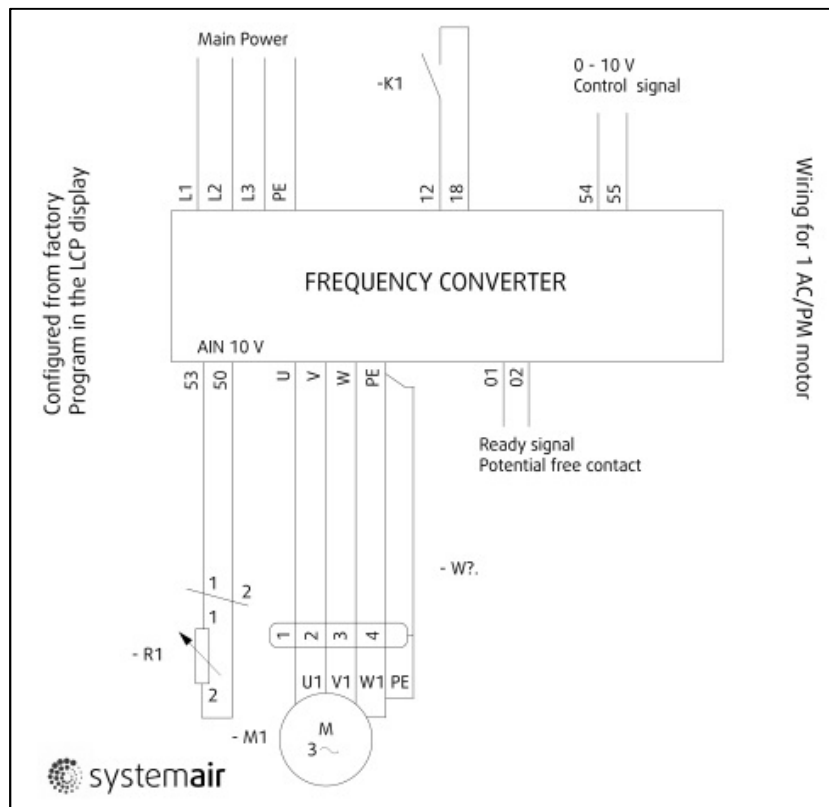 Main Power
-K1
0 - 10 V
Control signal
L1
L2
L3
PE
12
18
54
55
Configured from factory
Program in the LCP display
Wiring for 1 AC/PM motor
FREQUENCY CONVERTER
AIN 10 V
53
50
U
V
W
PE
01
02
Ready signal
Potential free contact
- W?.
1
2
1
- R1
2
1
2
3
4
U1
V1
W1
PE
- M1
M
3~
systemair